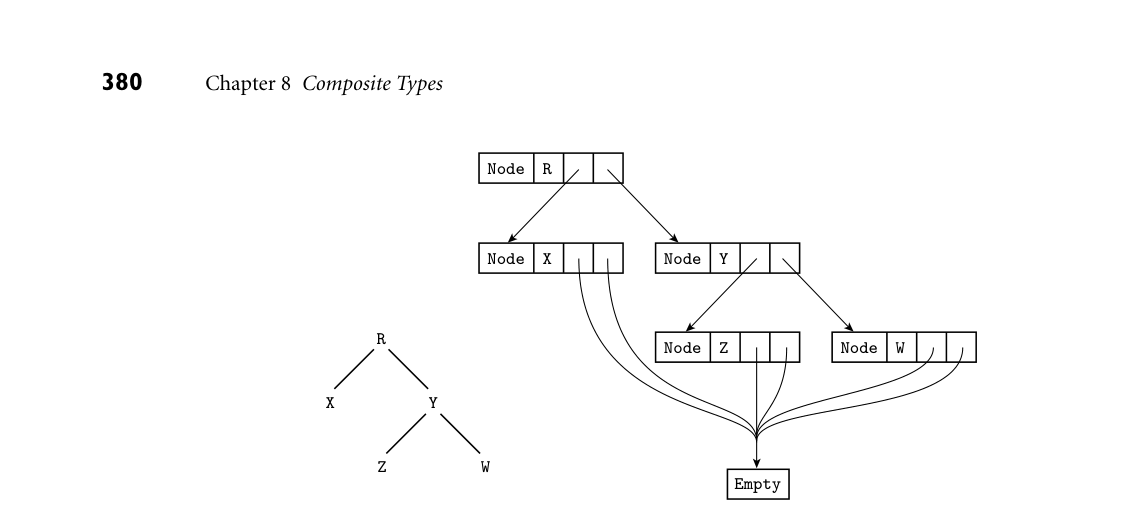 380 Chapter 8 Composite Types
Node R
Node X Node Y
Node Z Node W
R
X Y
Z W
Empty